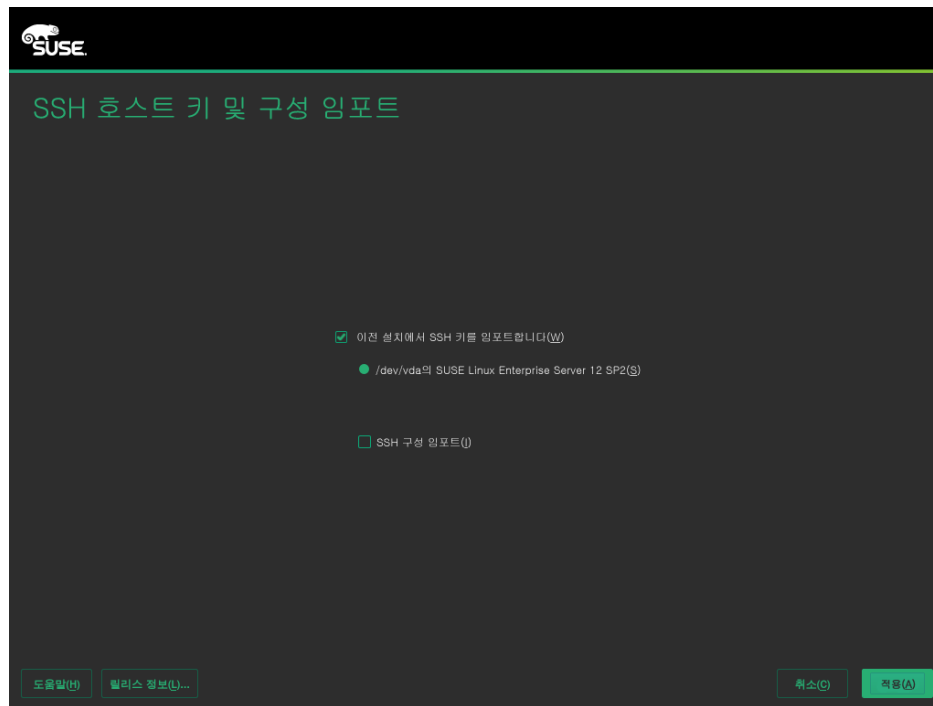 SUSE.
SSH 호스트 키 및 구성 임포트
이전 설치에서 SSH 키를 임포트합니다(W)
/dev/vda의 SUSE Linux Enterprise Server 12 SP2(S)
SSH 구성 임포트(I)
도움말(H) 릴리스 정보(L)... 취소(C) 적용(A)